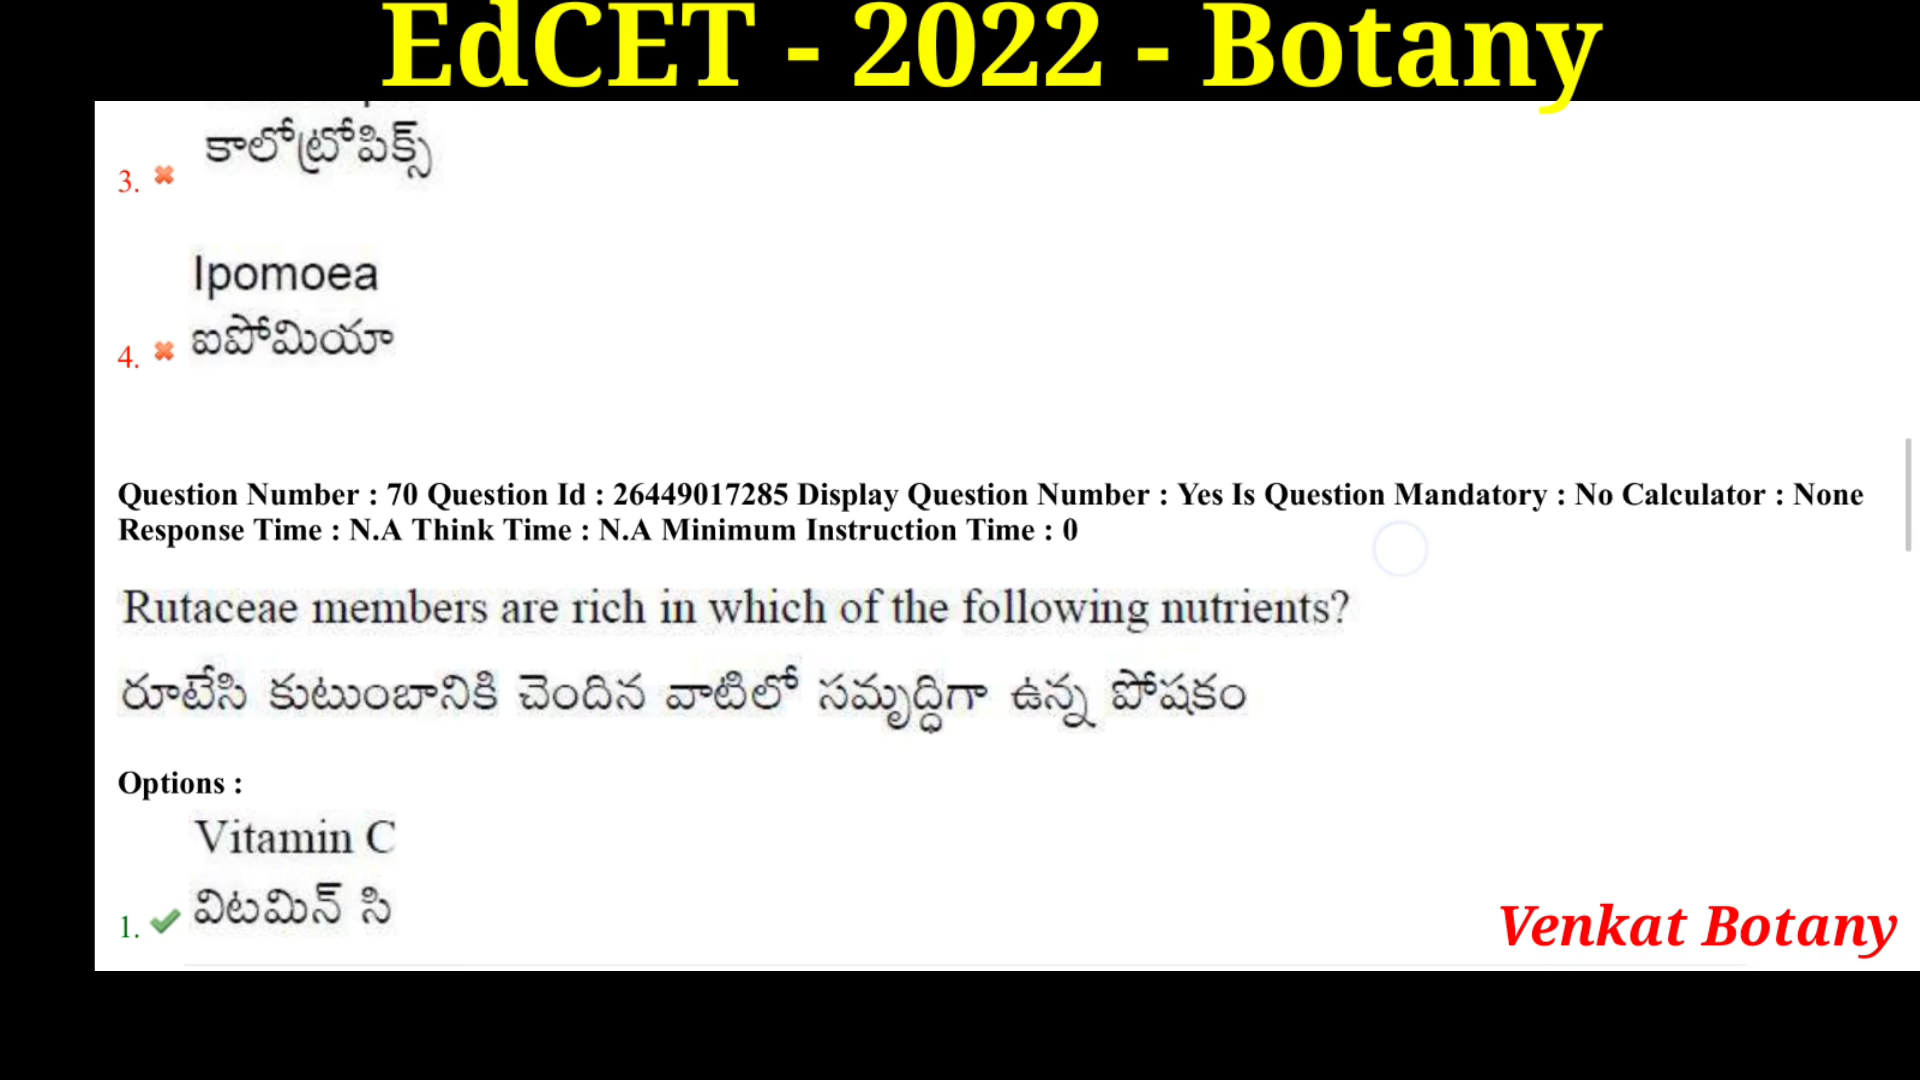 EdCET - 2022 - Botany
కాలోట్రోపిక్స్
3.
Ipomoea
ఐపోమియా
4.
Question Number : 70 Question Id : 26449017285 Display Question Number : Yes Is Question Mandatory : No Calculator : None
Response Time : N.A Think Time : N.A Minimum Instruction Time : 0
Rutaceae members are rich in which of the following nutrients?
రూటేసి కుటుంబానికి చెందిన వాటిలో సమృద్ధిగా ఉన్న పోషకం
Options :
Vitamin C
విటమిన్ సి
1.
Venkat Botany